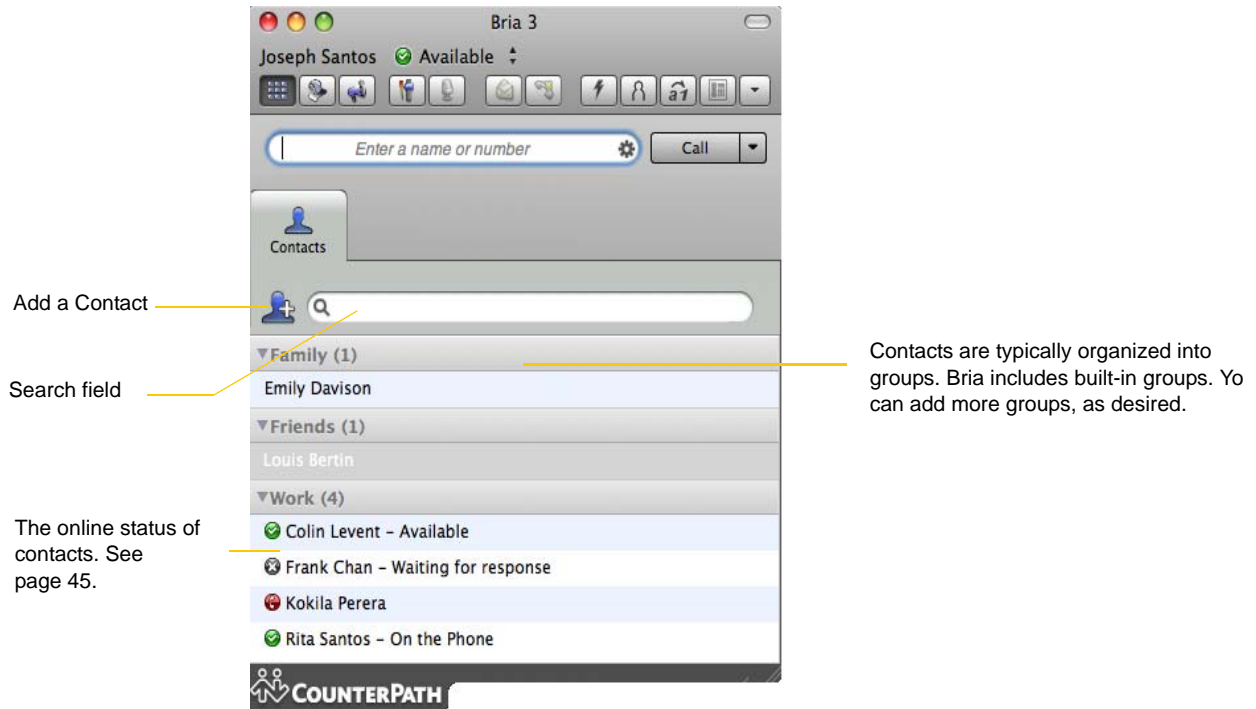 Bria 3
Joseph Santos Available
a1
Enter a name or number
Call
Contacts
Add a Contact
Search field
Family (1)
Emily Davison
Friends (1)
Louis Bertin
Work (4)
Colin Levent – Available
Frank Chan – Waiting for response
Kokila Perera
Rita Santos – On the Phone
The online status of
contacts. See
page 45.
Contacts are typically organized into
groups. Bria includes built-in groups. Yo
can add more groups, as desired.
COUNTERPATH